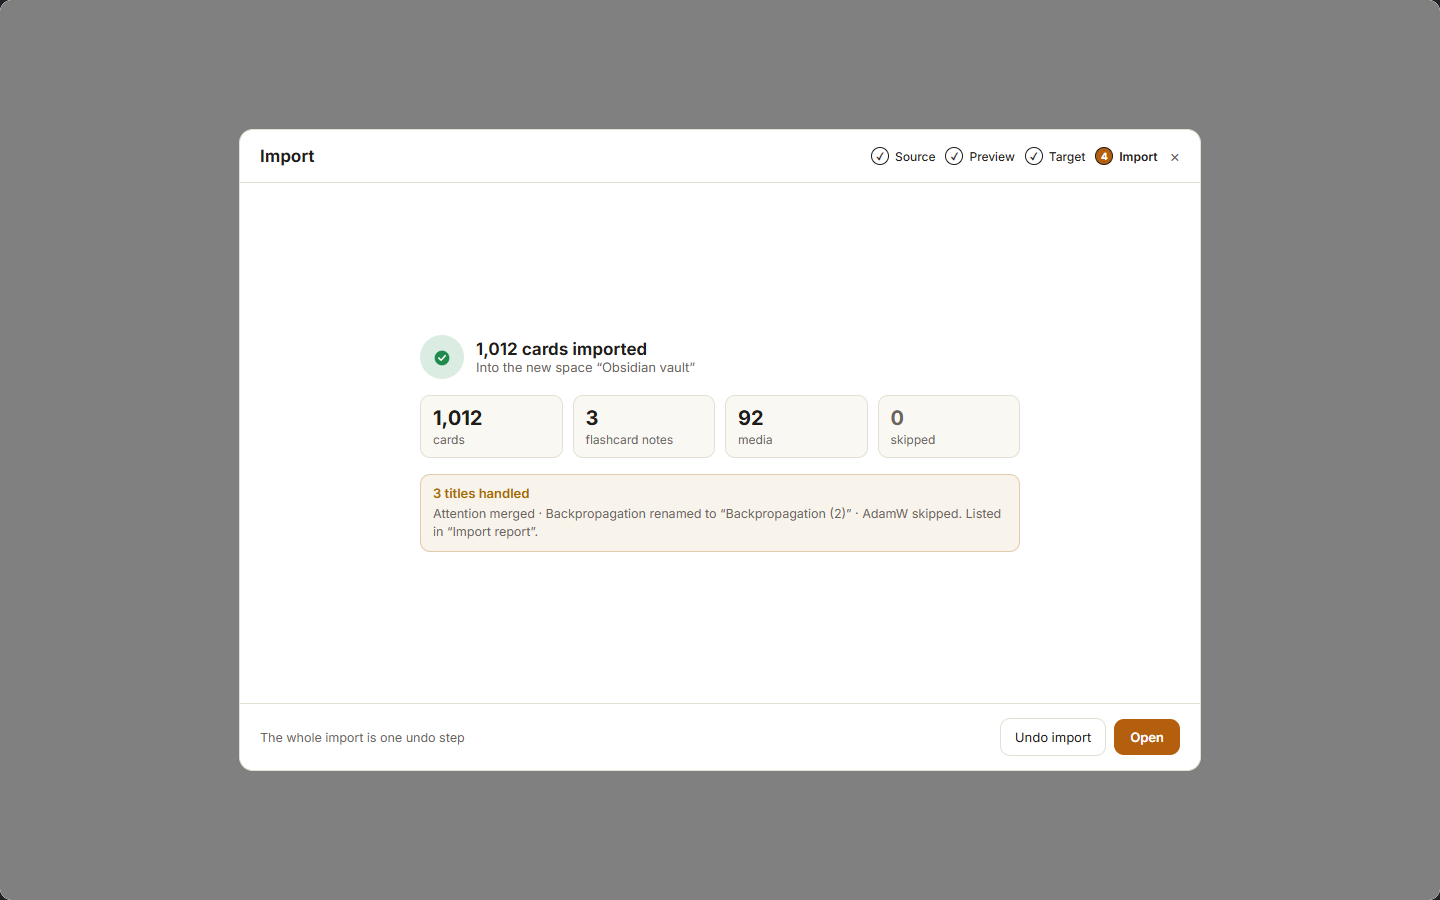 Import
✓ Source ✓ Preview ✓ Target 4 Import ×
1,012 cards imported
Into the new space “Obsidian vault”
1,012
cards
3
flashcard notes
92
media
0
skipped
3 titles handled
Attention merged · Backpropagation renamed to “Backpropagation (2)” · AdamW skipped. Listed
in “Import report”.
The whole import is one undo step
Undo import
Open